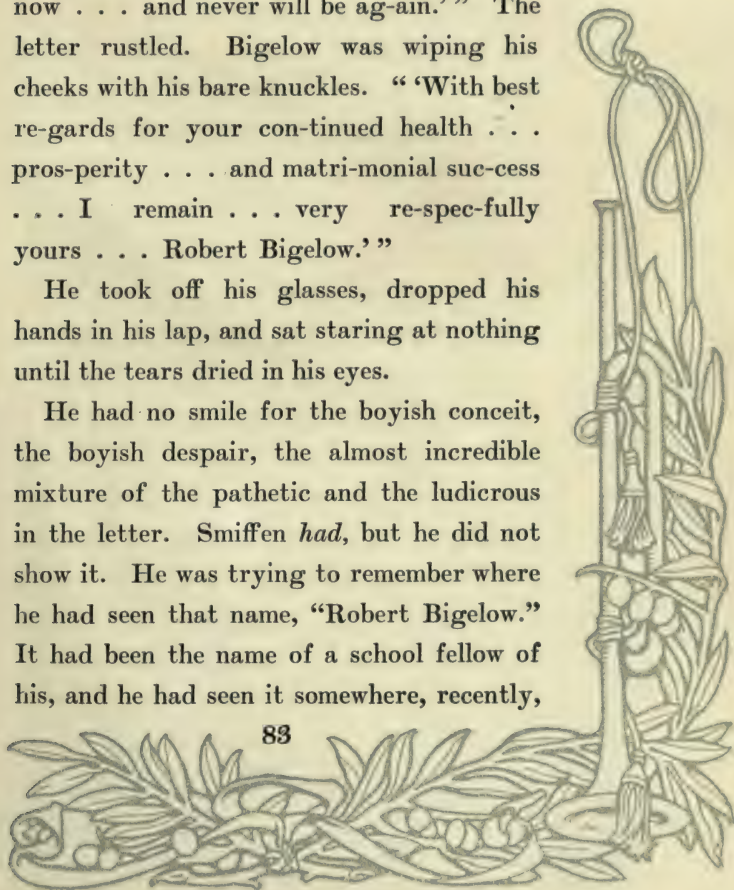 now . . . and never will be ag-ain.' " The
letter rustled. Bigelow was wiping his
cheeks with his bare knuckles. " 'With best
re-gards for your con-tinued health . . .
pros-perity . . . and matri-monial suc-cess
. . . I remain . . . very re-spec-fully
yours . . . Robert Bigelow.' "
He took off his glasses, dropped his
hands in his lap, and sat staring at nothing
until the tears dried in his eyes.
He had no smile for the boyish conceit,
the boyish despair, the almost incredible
mixture of the pathetic and the ludicrous
in the letter. Smiffen had, but he did not
show it. He was trying to remember where
he had seen that name, "Robert Bigelow."
It had been the name of a school fellow of
his, and he had seen it somewhere, recently,
83